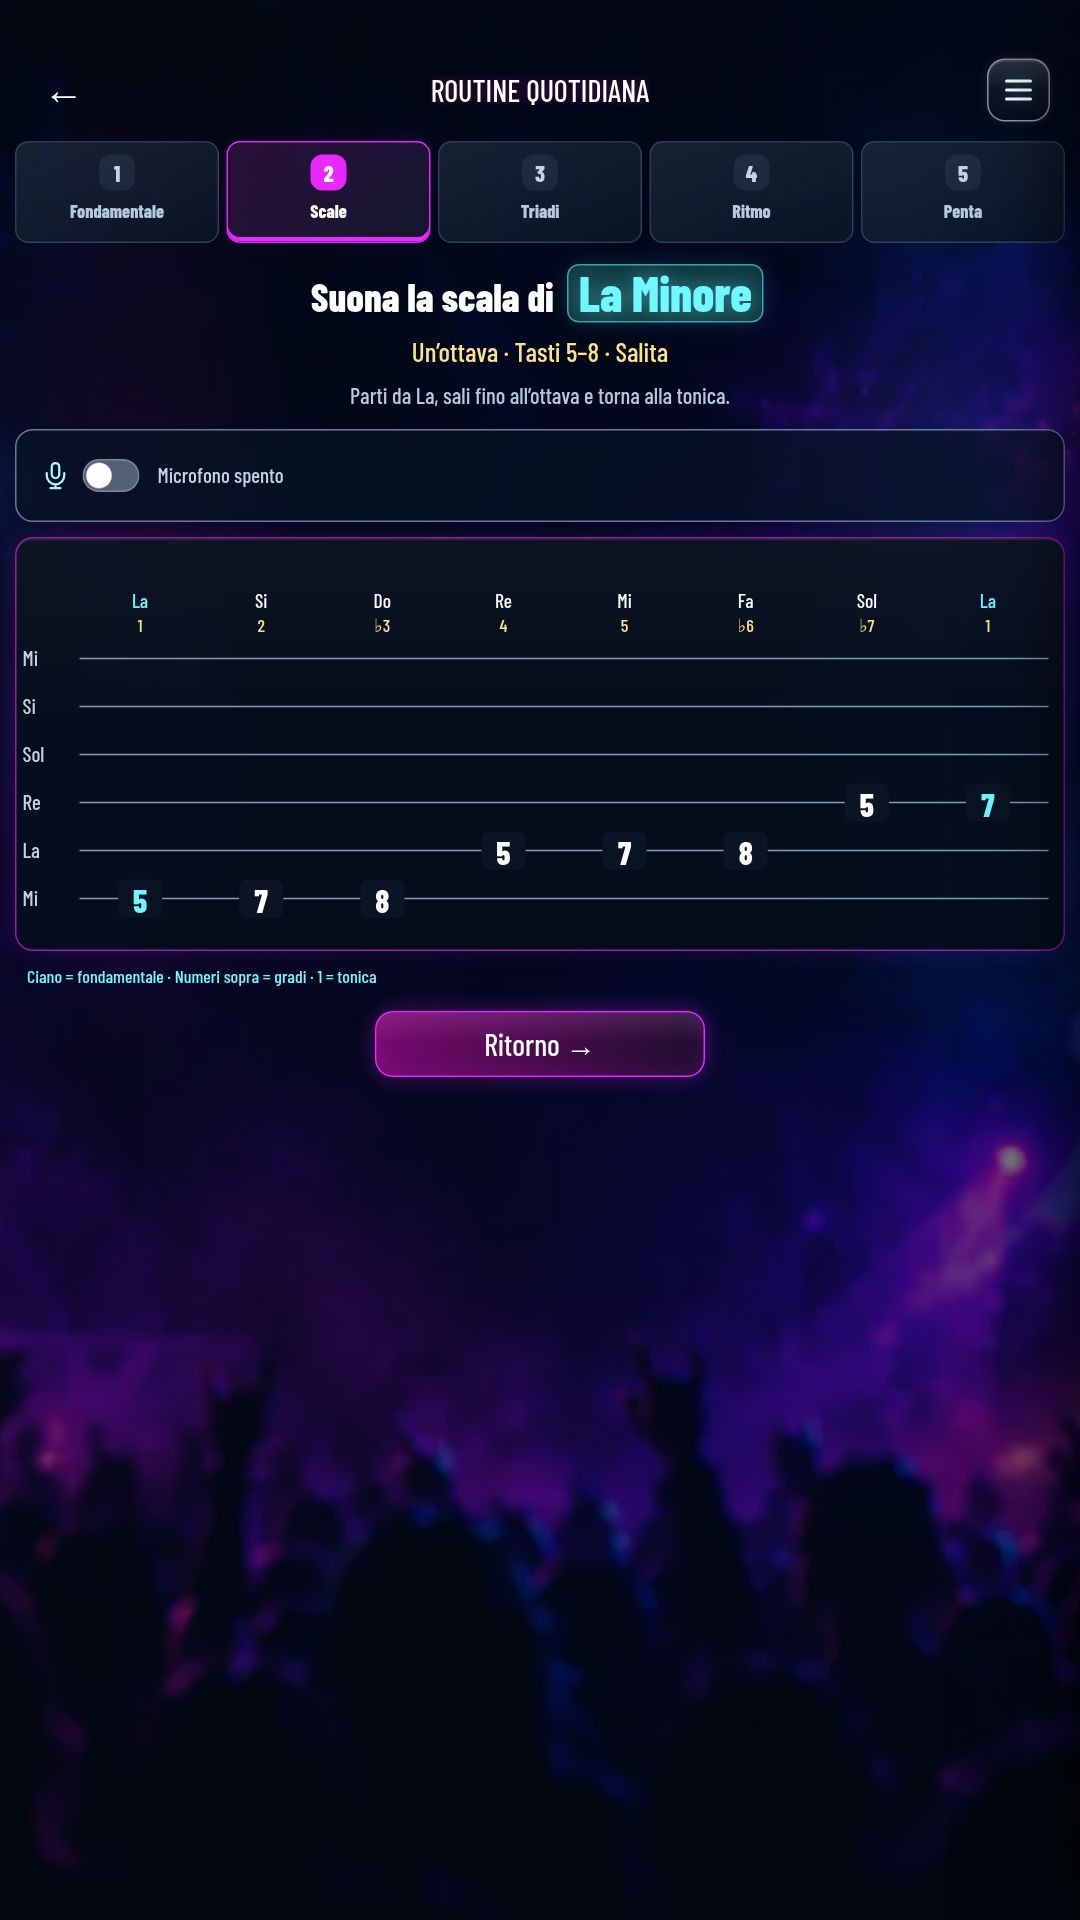 ←
ROUTINE QUOTIDIANA
1 2 3 4 5
Fondamentale Scale Triadi Ritmo Penta
Suona la scala di La Minore
Un'ottava · Tasti 5–8 · Salita
Parti da La, sali fino all'ottava e torna alla tonica.
Microfono spento
La Si Do Re Mi Fa Sol La
1 2 ♭3 4 5 ♭6 ♭7 1
Mi
Si
Sol
Re 5 7
La 5 7 8
Mi 5 7 8
Ciano = fondamentale · Numeri sopra = gradi · 1 = tonica
Ritorno →